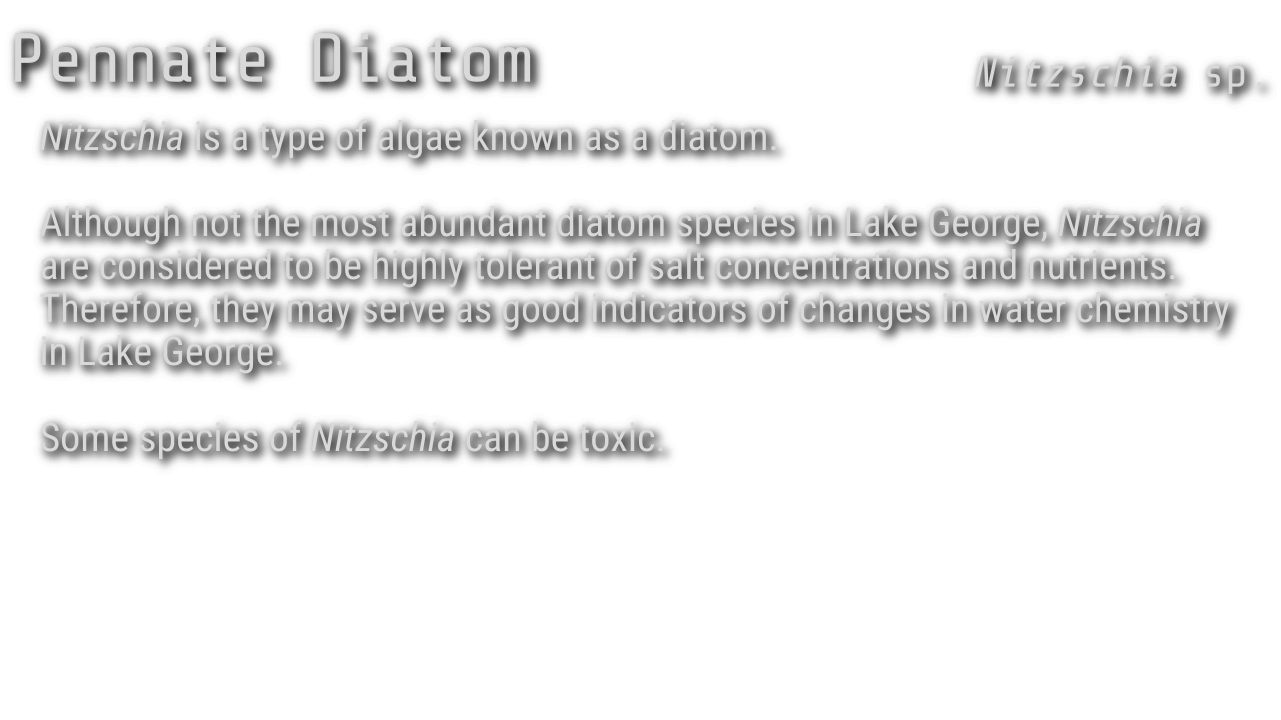 Pennate Diatom
Nitzschia sp.
Nitzschia is a type of algae known as a diatom.
Although not the most abundant diatom species in Lake George, Nitzschia
are considered to be highly tolerant of salt concentrations and nutrients.
Therefore, they may serve as good indicators of changes in water chemistry
in Lake George.
Some species of Nitzschia can be toxic.